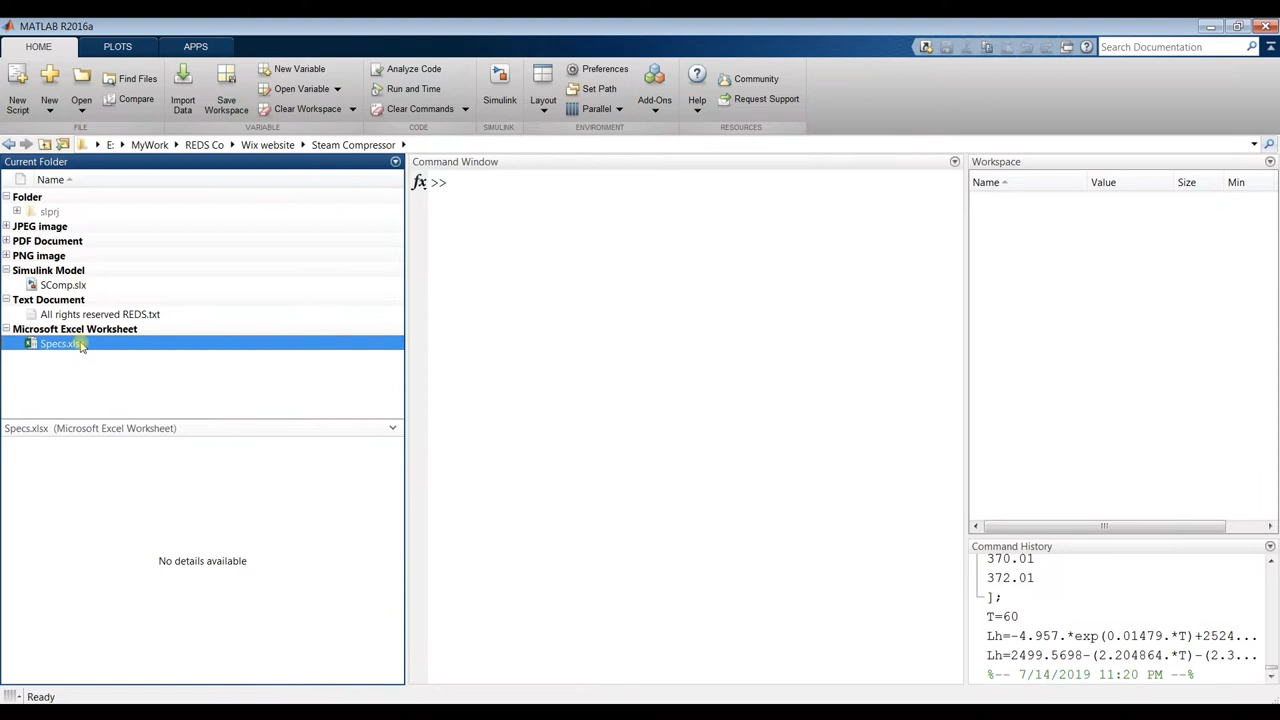 MATLAB R2016a
HOME PLOTS APPS
Search Documentation
New Script
New
Open
Find Files
Compare
FILE
Import Data
Save Workspace
New Variable
Open Variable
Clear Workspace
VARIABLE
Analyze Code
Run and Time
Clear Commands
CODE
Simulink
SIMULINK
Layout
Preferences
Set Path
Parallel
ENVIRONMENT
Add-Ons
Help
Community
Request Support
RESOURCES
E: MyWork REDS Co Wix website Steam Compressor
Current Folder
Name
Folder
slprj
JPEG image
PDF Document
PNG image
Simulink Model
SComp.slx
Text Document
All rights reserved REDS.txt
Microsoft Excel Worksheet
Specs.xlsx
Specs.xlsx (Microsoft Excel Worksheet)
No details available
Command Window
fx >>
Workspace
Name Value Size Min
Command History
370.01
372.01
];
T=60
Lh=-4.957.*exp(0.01479.*T)+2524...
Lh=2499.5698-(2.204864.*T)-(2.3...
%-- 7/14/2019 11:20 PM --%
Ready